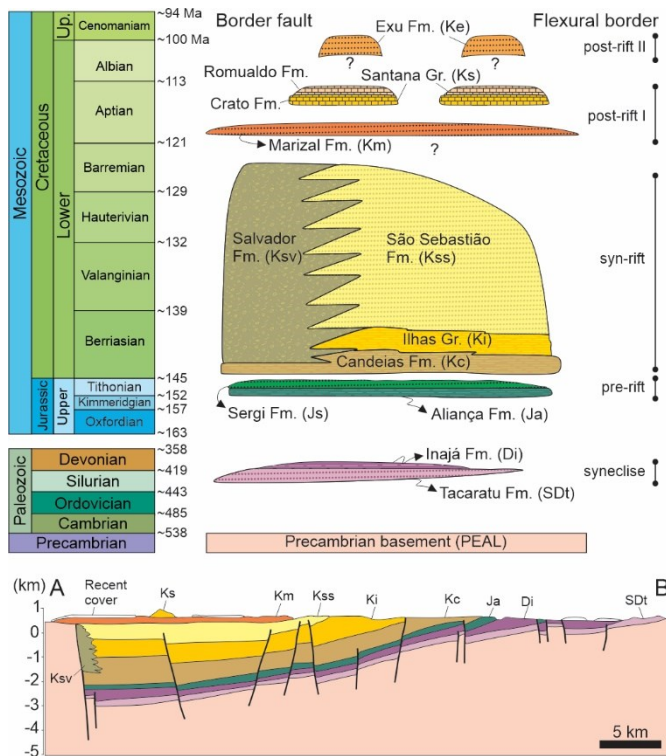 ~94 Ma
Border fault
Flexural border
Mesozoic
Cretaceous
Up.
Cenomaniam
~100 Ma
Exu Fm. (Ke)
post-rift II
?
?
Lower
Albian
~113
Romualdo Fm.
Santana Gr. (Ks)
Crato Fm.
Aptian
post-rift I
~121
Marizal Fm. (Km)
?
Barremian
~129
Hauterivian
~132
Salvador
Fm. (Ksv)
São Sebastião
Fm. (Kss)
syn-rift
Valanginian
~139
Berriasian
Ilhas Gr. (Ki)
Candeias Fm. (Kc)
~145
Jurassic
Upper
Tithonian
~152
Kimmeridgian
~157
Oxfordian
~163
pre-rift
Sergi Fm. (Js)
Aliança Fm. (Ja)
Paleozoic
~358
Devonian
~419
Silurian
~443
Ordovician
~485
Cambrian
~538
Precambrian
Inajá Fm. (Di)
syneclise
Tacaratu Fm. (SDt)
Precambrian basement (PEAL)
(km)
A
B
Recent
cover
Ks
Km
Kss
Ki
Kc
Ja
Di
SDt
1
0
-1
-2
-3
-4
-5
Ksv
5 km